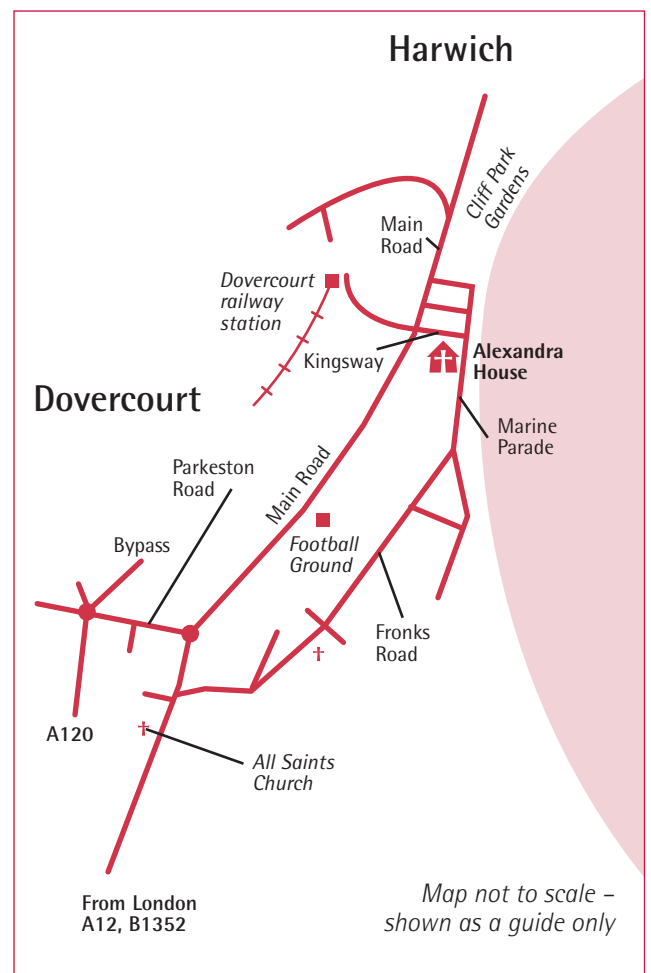 Harwich
Cliff Park
Gardens
Main
Road
Dovercourt
railway
station
Kingsway
Alexandra
House
Dovercourt
Marine
Parade
Parkeston
Road
Main Road
Bypass
Football
Ground
Fronks
Road
A120
All Saints
Church
From London
A12, B1352
Map not to scale –
shown as a guide only